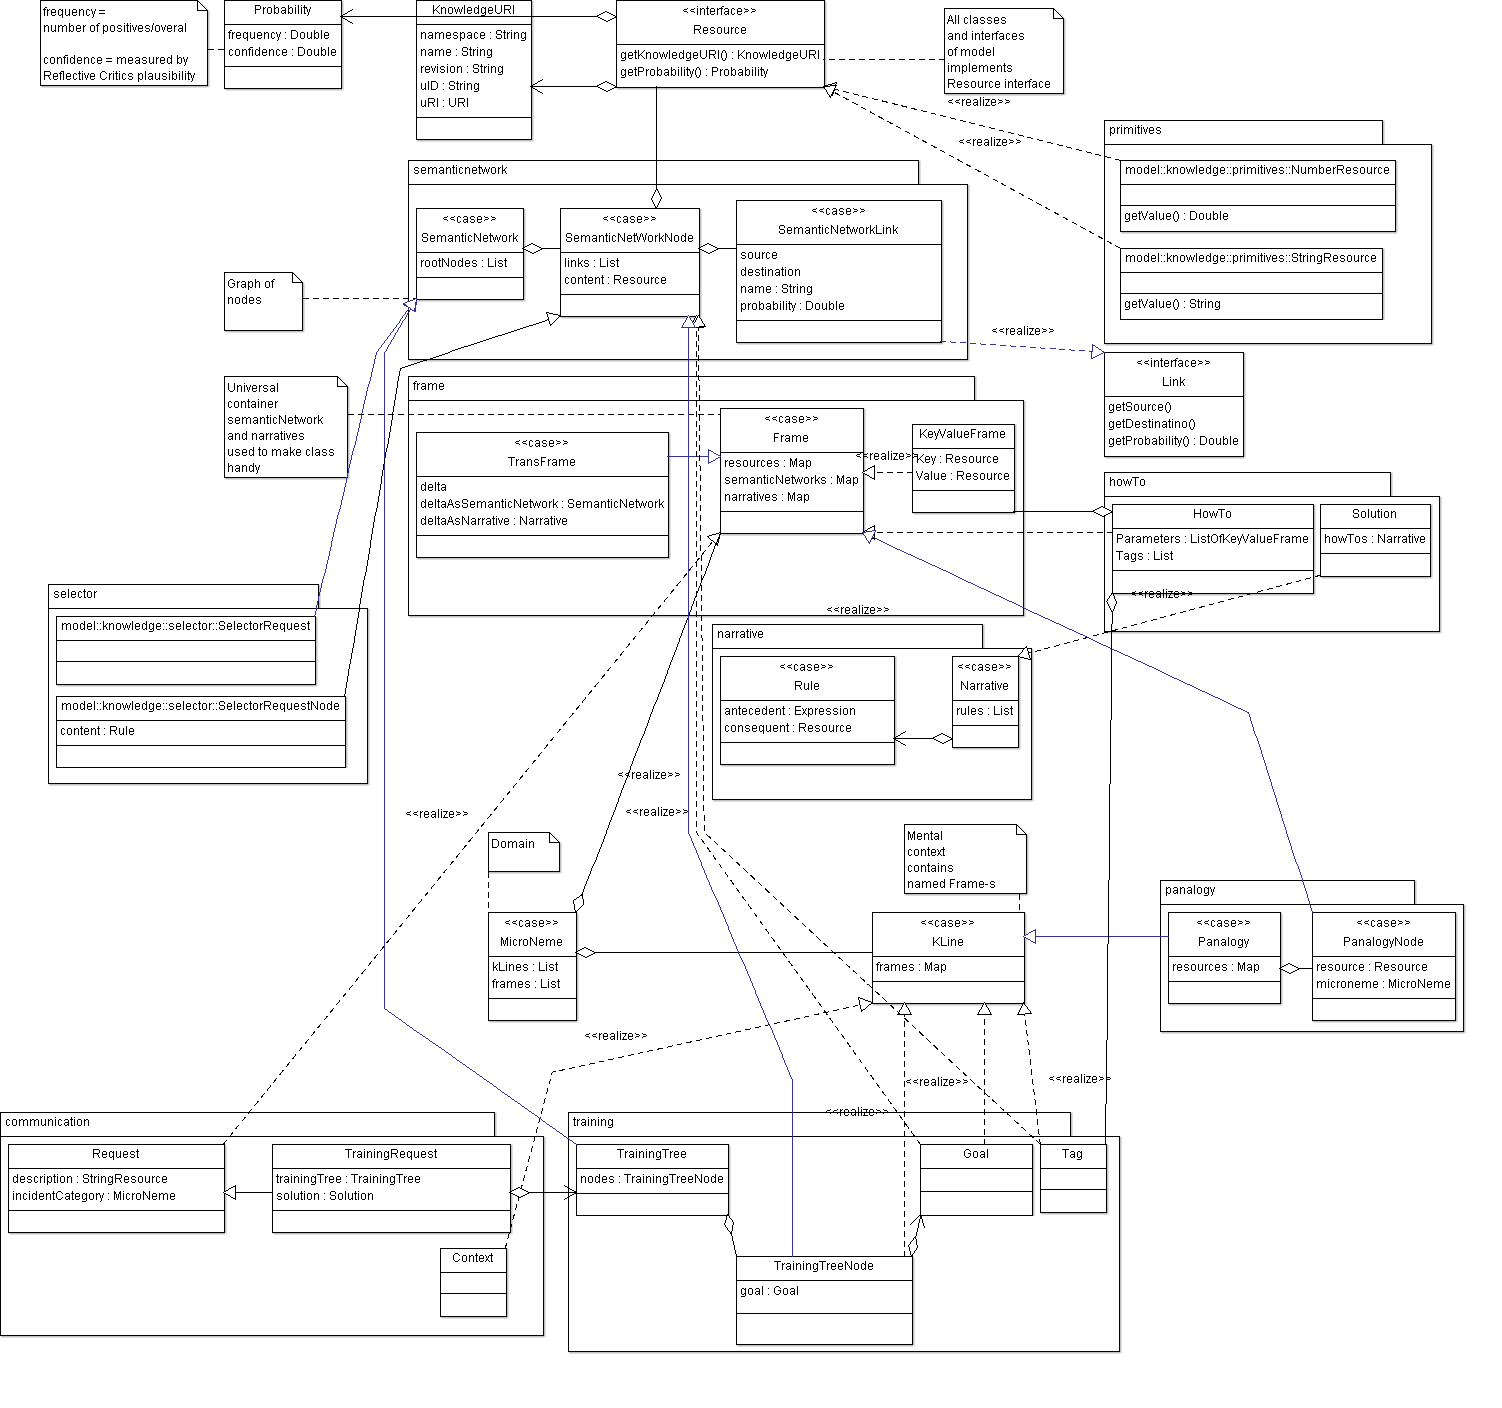 frequency =
number of positives/overal
confidence = measured by
Reflective Critics plausibility
Probability
frequency : Double
confidence : Double
KnowledgeURI
namespace : String
name : String
revision : String
uID : String
uRI : URI
<<interface>>
Resource
getKnowledgeURI() : KnowledgeURI
getProbability() : Probability
All classes
and interfaces
of model
implements
Resource interface
<<realize>>
<<realize>>
primitives
model::knowledge::primitives::NumberResource
getValue() : Double
model::knowledge::primitives::StringResource
getValue() : String
semanticnetwork
<<case>>
SemanticNetwork
rootNodes : List
<<case>>
SemanticNetWorkNode
links : List
content : Resource
<<case>>
SemanticNetworkLink
source
destination
name : String
probability : Double
Graph of
nodes
<<realize>>
<<interface>>
Link
getSource()
getDestinatino()
getProbability() : Double
Universal
container
semanticNetwork
and narratives
used to make class
handy
frame
<<case>>
TransFrame
delta
deltaAsSemanticNetwork : SemanticNetwork
deltaAsNarrative : Narrative
<<case>>
Frame
resources : Map
semanticNetworks : Map
narratives : Map
<<realize>>
KeyValueFrame
Key : Resource
Value : Resource
howTo
HowTo
Parameters : ListOfKeyValueFrame
Tags : List
Solution
howTos : Narrative
<<realize>>
<<realize>>
selector
model::knowledge::selector::SelectorRequest
model::knowledge::selector::SelectorRequestNode
content : Rule
narrative
<<case>>
Rule
antecedent : Expression
consequent : Resource
<<case>>
Narrative
rules : List
<<realize>>
<<realize>>
<<realize>>
Domain
Mental
context
contains
named Frame-s
<<case>>
MicroNeme
kLines : List
frames : List
<<case>>
KLine
frames : Map
panalogy
<<case>>
Panalogy
resources : Map
<<case>>
PanalogyNode
resource : Resource
microneme : MicroNeme
<<realize>>
<<realize>>
<<realize>>
<<realize>>
communication
Request
description : StringResource
incidentCategory : MicroNeme
TrainingRequest
trainingTree : TrainingTree
solution : Solution
Context
training
TrainingTree
nodes : TrainingTreeNode
Goal
Tag
TrainingTreeNode
goal : Goal